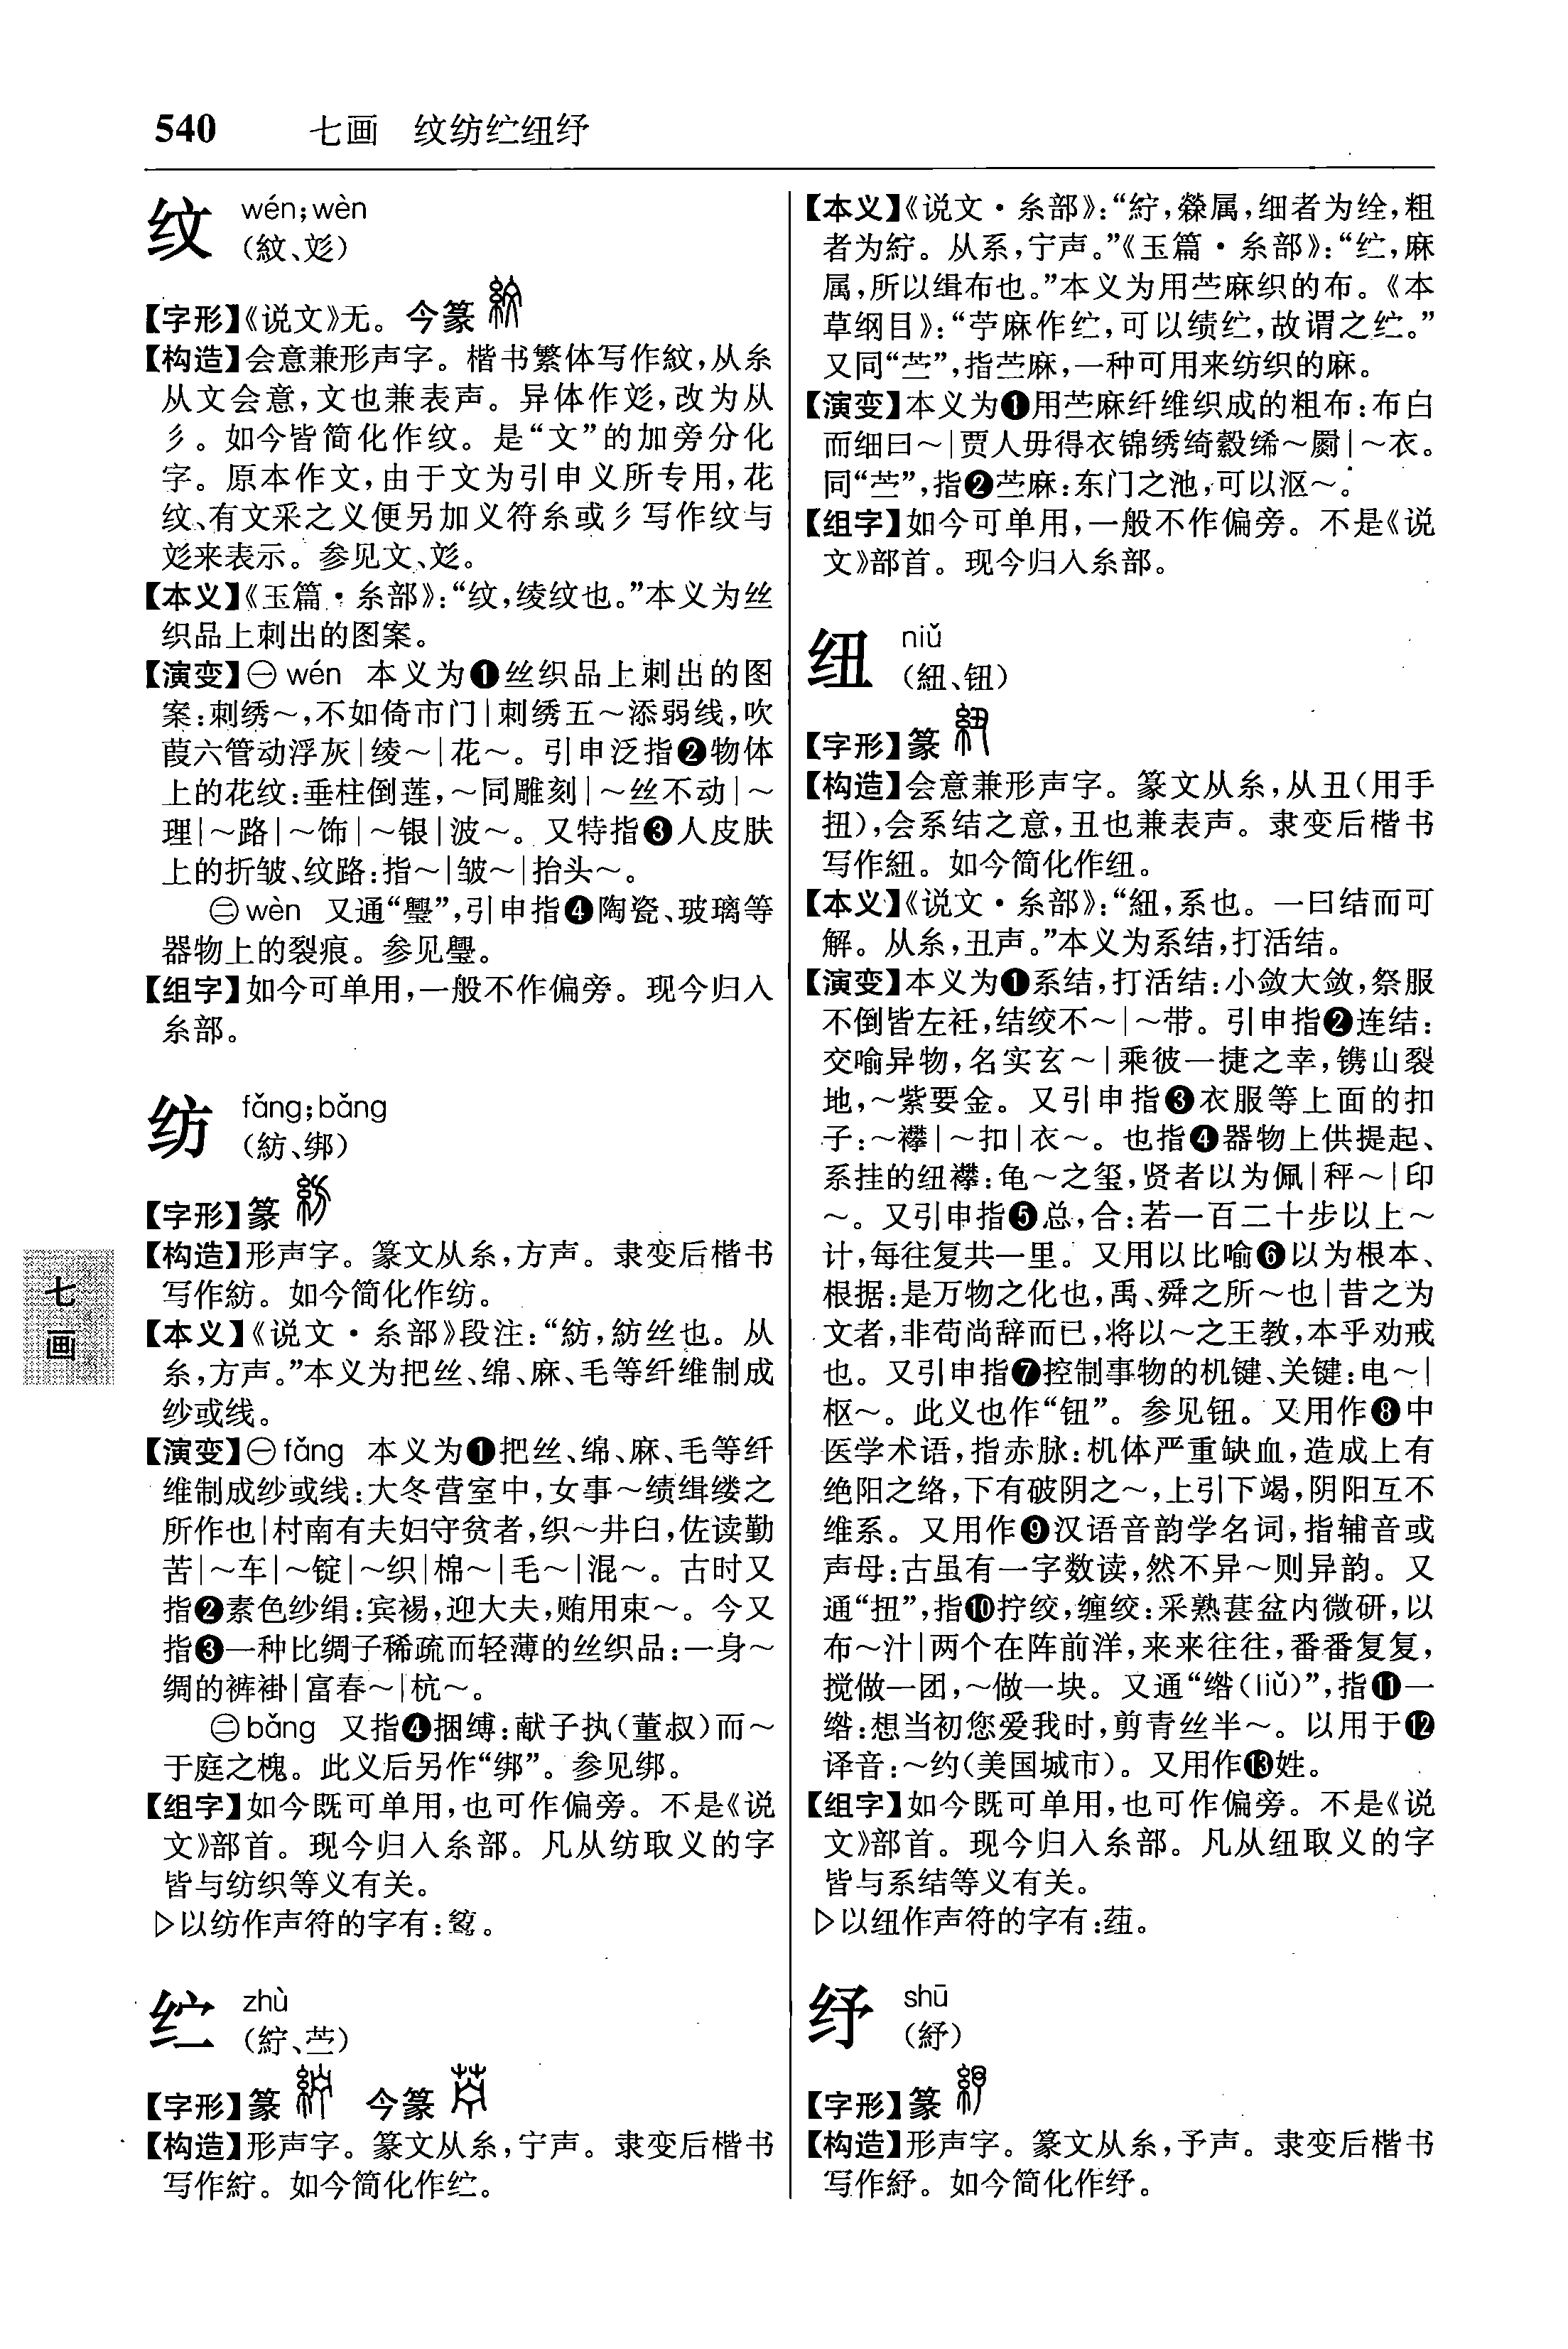 540 七画 纹纺纻纽纾
纹 wén;wèn
(紋、彣)
【字形】《说文》无。今篆
【构造】会意兼形声字。楷书繁体写作紋,从糸
从文会意,文也兼表声。异体作彣,改为从
彡。如今皆简化作纹。是“文”的加旁分化
字。原本作文,由于文为引申义所专用,花
纹、有文采之义便另加义符糸或彡写作纹与
彣来表示。参见文、彣。
【本义】《玉篇·糸部》:“纹,绫纹也。”本义为丝
织品上刺出的图案。
【演变】㊀wén 本义为❶丝织品上刺出的图
案:刺绣～,不如倚市门|刺绣五～添弱线,吹
葭六管动浮灰|绫～|花～。引申泛指❷物体
上的花纹:垂柱倒莲,～同雕刻|～丝不动|～
理|～路|～饰|～银|波～。又特指❸人皮肤
上的折皱、纹路:指～|皱～|抬头～。
㊁wèn 又通“璺”,引申指❹陶瓷、玻璃等
器物上的裂痕。参见璺。
【组字】如今可单用,一般不作偏旁。现今归入
糸部。
纺 fǎng;bǎng
(紡、绑)
【字形】篆
【构造】形声字。篆文从糸,方声。隶变后楷书
写作紡。如今简化作纺。
【本义】《说文·糸部》段注:“紡,紡丝也。从
糸,方声。”本义为把丝、绵、麻、毛等纤维制成
纱或线。
【演变】㊀fǎng 本义为❶把丝、绵、麻、毛等纤
维制成纱或线:大冬营室中,女事～绩缉缕之
所作也|村南有夫妇守贫者,织～井臼,佐读勤
苦|～车|～锭|～织|棉～|毛～|混～。古时又
指❷素色纱绢:宾裼,迎大夫,贿用束～。今又
指❸一种比绸子稀疏而轻薄的丝织品:一身～
绸的裤褂|富春～|杭～。
㊁bǎng 又指❹捆缚:献子执(董叔)而～
于庭之槐。此义后另作“绑”。参见绑。
【组字】如今既可单用,也可作偏旁。不是《说
文》部首。现今归入糸部。凡从纺取义的字
皆与纺织等义有关。
▷以纺作声符的字有:
纻 zhù
(紵、苎)
【字形】篆 今篆
【构造】形声字。篆文从糸,宁声。隶变后楷书
写作紵。如今简化作纻。
【本义】《说文·糸部》:“紵,檾属,细者为绘,粗
者为紵。从系,宁声。”《玉篇·糸部》:“纻,麻
属,所以缉布也。”本义为用苎麻织的布。《本
草纲目》:“苧麻作纻,可以绩纻,故谓之纻。”
又同“苎”,指苎麻,一种可用来纺织的麻。
【演变】本义为❶用苎麻纤维织成的粗布:布白
而细曰～|贾人毋得衣锦绣绮縠絺～罽|～衣。
同“苎”,指❷苎麻:东门之池,可以沤～。
【组字】如今可单用,一般不作偏旁。不是《说
文》部首。现今归入糸部。
纽 niǔ
(紐、钮)
【字形】篆
【构造】会意兼形声字。篆文从糸,从丑(用手
扭),会系结之意,丑也兼表声。隶变后楷书
写作紐。如今简化作纽。
【本义】《说文·糸部》:“紐,系也。一曰结而可
解。从糸,丑声。”本义为系结,打活结。
【演变】本义为❶系结,打活结:小敛大敛,祭服
不倒皆左衽,结绞不～|～带。引申指❷连结:
交喻异物,名实玄～|乘彼一捷之幸,镌山裂
地,～紫要金。又引申指❸衣服等上面的扣
子:～襻|～扣|衣～。也指❹器物上供提起、
系挂的纽襻:龟～之玺,贤者以为佩|秤～|印
～。又引申指❺总,合:若一百二十步以上～
计,每往复共一里。又用以比喻❻以为根本、
根据:是万物之化也,禹、舜之所～也|昔之为
文者,非苟尚辞而已,将以～之王教,本乎劝戒
也。又引申指❼控制事物的机键、关键:电～|
枢～。此义也作“钮”。参见钮。又用作❽中
医学术语,指赤脉:机体严重缺血,造成上有
绝阳之络,下有破阴之～,上引下竭,阴阳互不
维系。又用作❾汉语音韵学名词,指辅音或
声母:古虽有一字数读,然不异～则异韵。又
通“扭”,指❿拧绞,缠绞:采熟葚盆内微研,以
布～汁|两个在阵前洋,来来往往,番番复复,
搅做一团,～做一块。又通“绺(liǔ)”,指⓫一
绺:想当初您爱我时,剪青丝半～。以用于⓬
译音:～约(美国城市)。又用作⓭姓。
【组字】如今既可单用,也可作偏旁。不是《说
文》部首。现今归入糸部。凡从纽取义的字
皆与系结等义有关。
▷以纽作声符的字有:莥。
纾 shū
(紓)
【字形】篆
【构造】形声字。篆文从糸,予声。隶变后楷书
写作紓。如今简化作纾。
七画